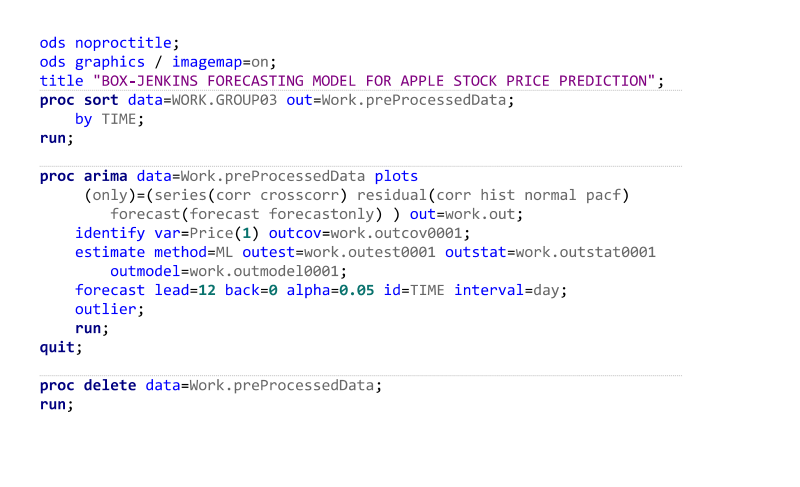 ods noproctitle;
ods graphics / imagemap=on;
title "BOX-JENKINS FORECASTING MODEL FOR APPLE STOCK PRICE PREDICTION";
proc sort data=WORK.GROUP03 out=Work.preProcessedData;
    by TIME;
run;
proc arima data=Work.preProcessedData plots
     (only)=(series(corr crosscorr) residual(corr hist normal pacf)
        forecast(forecast forecastonly) ) out=work.out;
    identify var=Price(1) outcov=work.outcov0001;
    estimate method=ML outest=work.outest0001 outstat=work.outstat0001
        outmodel=work.outmodel0001;
    forecast lead=12 back=0 alpha=0.05 id=TIME interval=day;
    outlier;
    run;
quit;
proc delete data=Work.preProcessedData;
run;